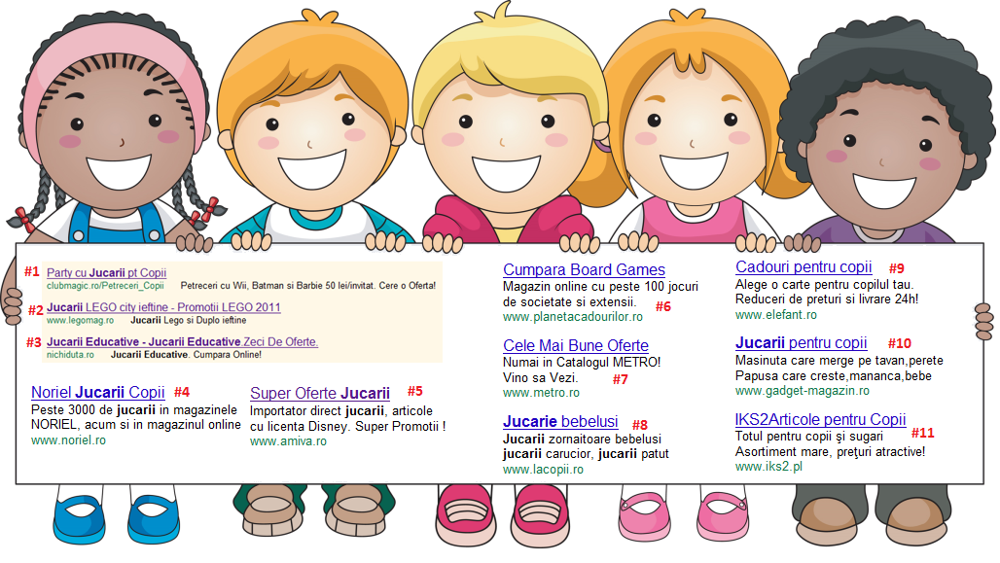 #1 Party cu Jucarii pt Copii
clubmagic.ro/Petreceri_Copii Petreceri cu Wii, Batman si Barbie 50 lei/invitat. Cere o Oferta!
#2 Jucarii LEGO city ieftine - Promotii LEGO 2011
www.legomag.ro Jucarii Lego si Duplo ieftine
#3 Jucarii Educative - Jucarii Educative Zeci De Oferte.
nichiduta.ro Jucarii Educative. Cumpara Online!
Noriel Jucarii Copii #4
Peste 3000 de jucarii in magazinele
NORIEL, acum si in magazinul online
www.noriel.ro
Super Oferte Jucarii #5
Importator direct jucarii, articole
cu licenta Disney. Super Promotii !
www.amiva.ro
Cumpara Board Games
Magazin online cu peste 100 jocuri
de societate si extensii.
www.planetacadourilor.ro #6
Cele Mai Bune Oferte
Numai in Catalogul METRO!
Vino sa Vezi. #7
www.metro.ro
Jucarie bebelusi #8
Jucarii zornaitoare bebelusi
jucarii carucior, jucarii patut
www.lacopii.ro
Cadouri pentru copii #9
Alege o carte pentru copilul tau.
Reduceri de preturi si livrare 24h!
www.elefant.ro
Jucarii pentru copii #10
Masinuta care merge pe tavan,perete
Papusa care creste,mananca,bebe
www.gadget-magazin.ro
IKS2Articole pentru Copii
Totul pentru copii şi sugari #11
Asortiment mare, preţuri atractive!
www.iks2.pl